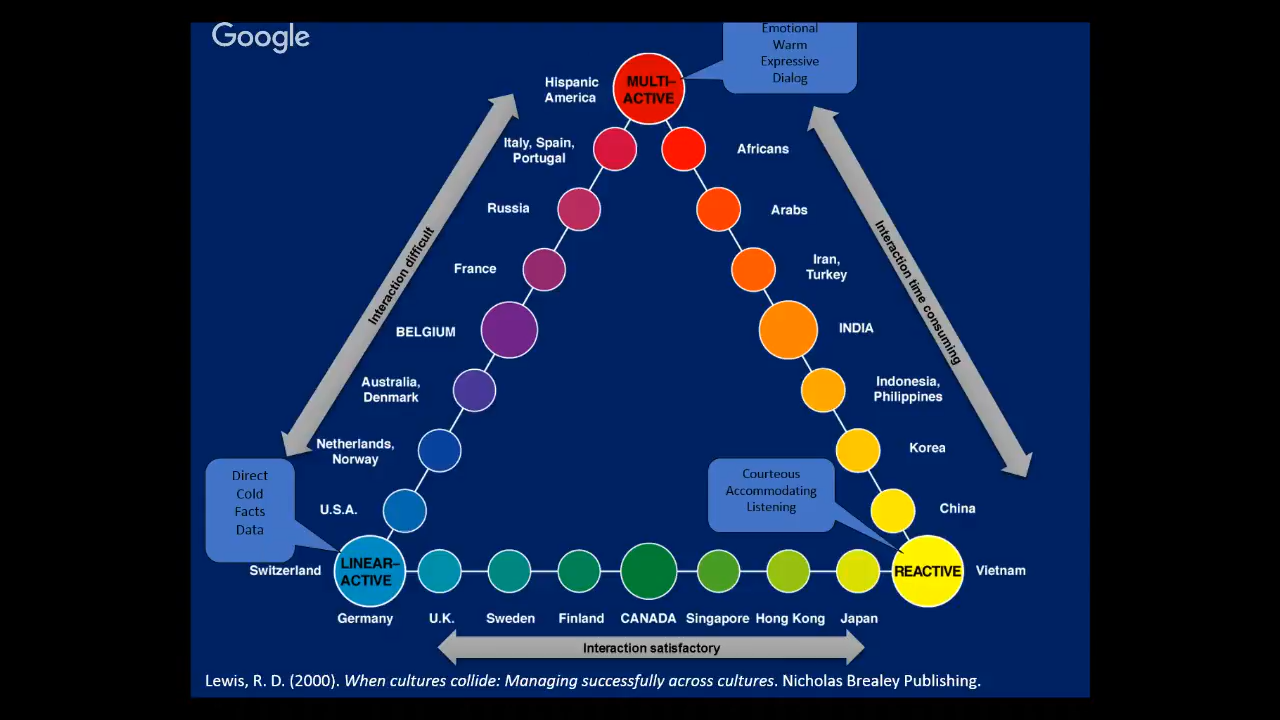 Google
Emotional
Warm
Expressive
Dialog
Hispanic
America
MULTI–
ACTIVE
Italy, Spain,
Portugal
Africans
Russia
Arabs
Interaction difficult
Interaction time consuming
France
Iran,
Turkey
BELGIUM
INDIA
Australia,
Denmark
Indonesia,
Philippines
Netherlands,
Norway
Korea
Direct
Cold
Facts
Data
Courteous
Accommodating
Listening
U.S.A.
China
Switzerland
LINEAR–
ACTIVE
REACTIVE
Vietnam
Germany
U.K.
Sweden
Finland
CANADA
Singapore
Hong Kong
Japan
Interaction satisfactory
Lewis, R. D. (2000). When cultures collide: Managing successfully across cultures. Nicholas Brealey Publishing.